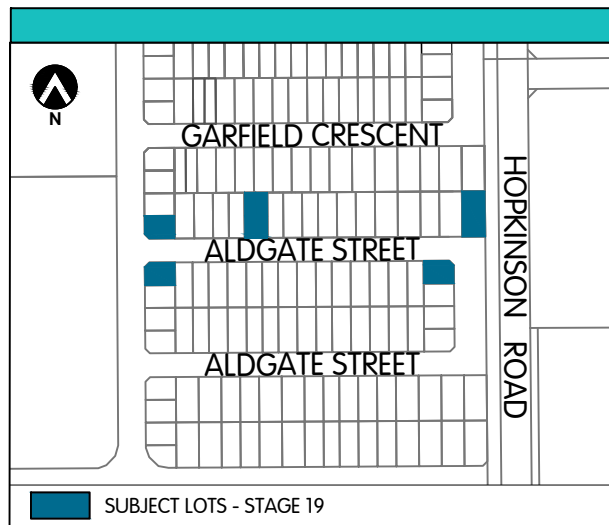 N
GARFIELD CRESCENT
HOPKINSON ROAD
ALDGATE STREET
ALDGATE STREET
SUBJECT LOTS - STAGE 19